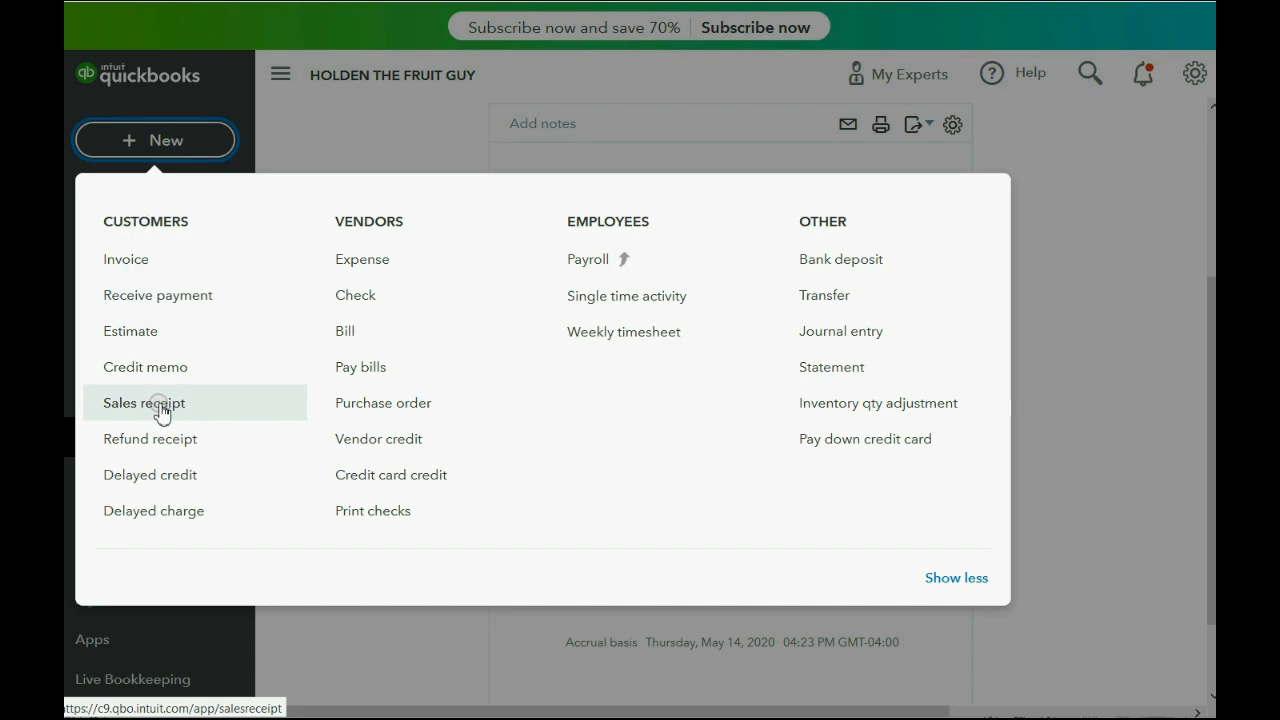 Subscribe now and save 70% Subscribe now
intuit
quickbooks
HOLDEN THE FRUIT GUY
My Experts
Help
+ New
Add notes
CUSTOMERS
Invoice
Receive payment
Estimate
Credit memo
Sales receipt
Refund receipt
Delayed credit
Delayed charge
VENDORS
Expense
Check
Bill
Pay bills
Purchase order
Vendor credit
Credit card credit
Print checks
EMPLOYEES
Payroll
Single time activity
Weekly timesheet
OTHER
Bank deposit
Transfer
Journal entry
Statement
Inventory qty adjustment
Pay down credit card
Show less
Apps
Live Bookkeeping
Accrual basis Thursday, May 14, 2020 04:23 PM GMT-04:00
ttps://c9.qbo.intuit.com/app/salesreceipt